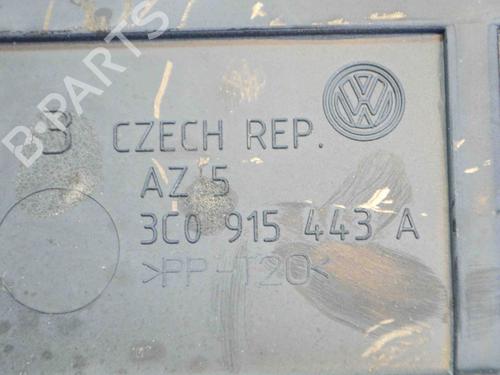 B-PARTS
B CZECH REP.
AZ 5
3C0 915 443 A
>PP-T20<